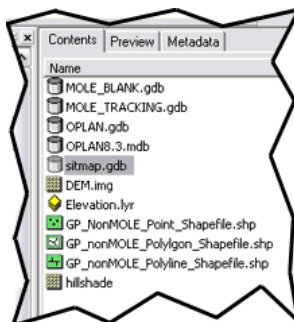 Contents Preview Metadata
Name
MOLE_BLANK.gdb
MOLE_TRACKING.gdb
OPLAN.gdb
OPLAN8.3.mdb
sitmap.gdb
DEM.img
Elevation.lyr
GP_NonMOLE_Point_Shapefile.shp
GP_nonMOLE_Polylgon_Shapefile.shp
GP_nonMOLE_Polyline_Shapefile.shp
hillshade